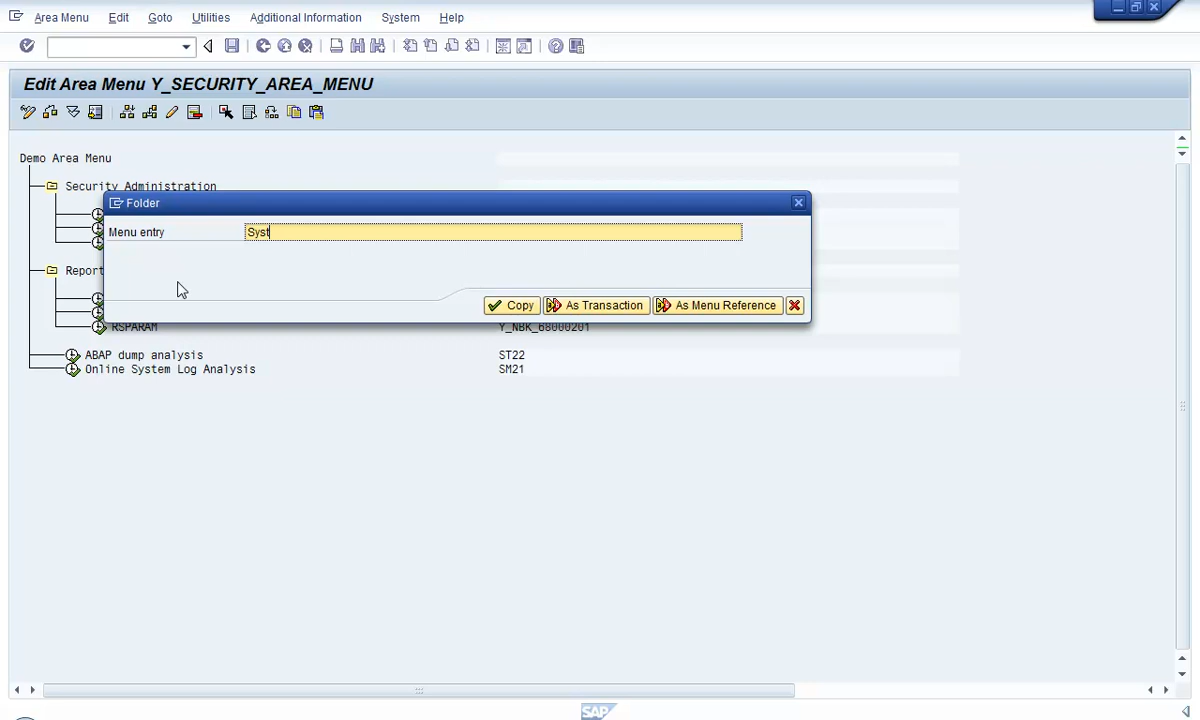 Area Menu Edit Goto Utilities Additional Information System Help
Edit Area Menu Y_SECURITY_AREA_MENU
Demo Area Menu
Security Administration
Folder
Menu entry Syst
Report
Copy As Transaction As Menu Reference
RSPARAM Y_NBK_68000201
ABAP dump analysis ST22
Online System Log Analysis SM21
SAP